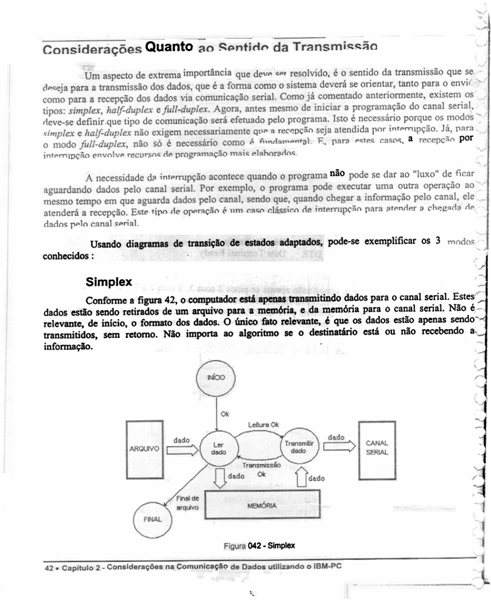 Considerações Quanto ao Sentido da Transmissão
Um aspecto de extrema importância que deve ser resolvido, é o sentido da transmissão que se
deseja para a transmissão dos dados, que é a forma como o sistema deverá se orientar, tanto para o envio
como para a recepção dos dados via comunicação serial. Como já comentado anteriormente, existem os
tipos: simplex, half-duplex e full-duplex. Agora, antes mesmo de iniciar a programação do canal serial,
deve-se definir que tipo de comunicação será efetuado pelo programa. Isto é necessário porque os modos
simplex e half-duplex não exigem necessariamente que a recepção seja atendida por interrupção. Já, para
o modo full-duplex, não só é necessário como é fundamental. E, para estes casos, a recepção por
interrupção envolve recursos de programação mais elaborados.
A necessidade da interrupção acontece quando o programa não pode se dar ao "luxo" de ficar
aguardando dados pelo canal serial. Por exemplo, o programa pode executar uma outra operação ao
mesmo tempo em que aguarda dados pelo canal, sendo que, quando chegar a informação pelo canal, ele
atenderá a recepção. Este tipo de operação é um caso clássico de interrupção para atender a chegada de
dados pelo canal serial.
Usando diagramas de transição de estados adaptados, pode-se exemplificar os 3 modos
conhecidos :
Simplex
Conforme a figura 42, o computador está apenas transmitindo dados para o canal serial. Estes
dados estão sendo retirados de um arquivo para a memória, e da memória para o canal serial. Não é
relevante, de início, o formato dos dados. O único fato relevante, é que os dados estão apenas sendo
transmitidos, sem retorno. Não importa ao algoritmo se o destinatário está ou não recebendo a
informação.
INÍCIO
Ok
Leitura Ok
ARQUIVO
dado
Ler
dado
Transmitir
dado
dado
CANAL
SERIAL
Transmissão
Ok
dado
dado
Final de
arquivo
FINAL
MEMÓRIA
Figura 042 - Simplex
42 • Capítulo 2 - Considerações na Comunicação de Dados utilizando o IBM-PC